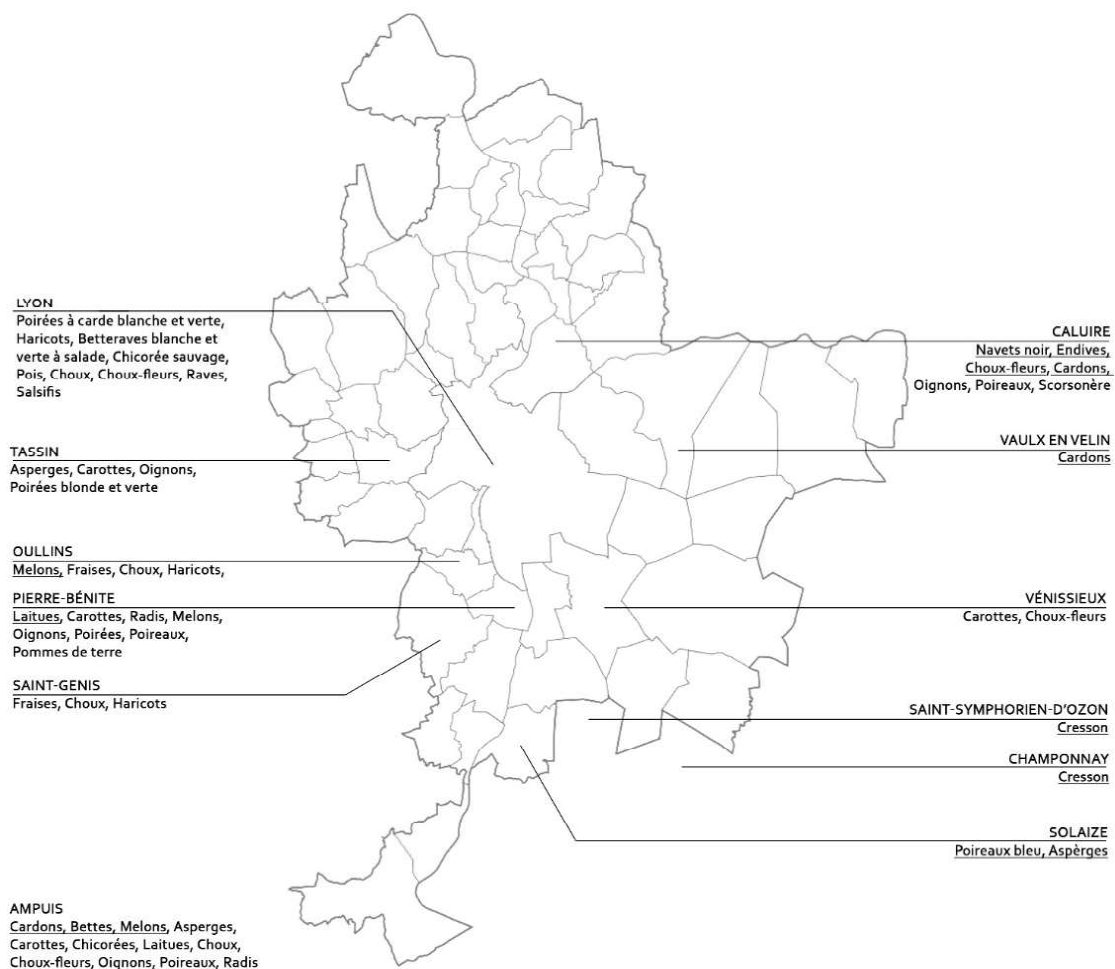 LYON
Poirées à carde blanche et verte,
Haricots, Betteraves blanche et
verte à salade, Chicorée sauvage,
Pois, Choux, Choux-fleurs, Raves,
Salsifis
TASSIN
Asperges, Carottes, Oignons,
Poirées blonde et verte
OULLINS
Melons, Fraises, Choux, Haricots,
PIERRE-BÉNITE
Laitues, Carottes, Radis, Melons,
Oignons, Poirées, Poireaux,
Pommes de terre
SAINT-GENIS
Fraises, Choux, Haricots
AMPUIS
Cardons, Bettes, Melons, Asperges,
Carottes, Chicorées, Laitues, Choux,
Choux-fleurs, Oignons, Poireaux, Radis
CALUIRE
Navets noir, Endives,
Choux-fleurs, Cardons,
Oignons, Poireaux, Scorsonère
VAULX EN VELIN
Cardons
VÉNISSIEUX
Carottes, Choux-fleurs
SAINT-SYMPHORIEN-D'OZON
Cresson
CHAMPONNAY
Cresson
SOLAIZE
Poireaux bleu, Aspèrges